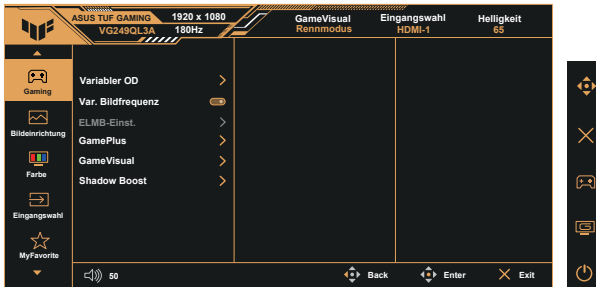 ASUS TUF GAMING 1920 x 1080
VG249QL3A 180Hz
GameVisual
Rennmodus
Eingangswahl
HDMI-1
Helligkeit
65
Gaming
Bildeinrichtung
Farbe
Eingangswahl
MyFavorite
Variabler OD
Var. Bildfrequenz
ELMB-Einst.
GamePlus
GameVisual
Shadow Boost
50
Back
Enter
Exit